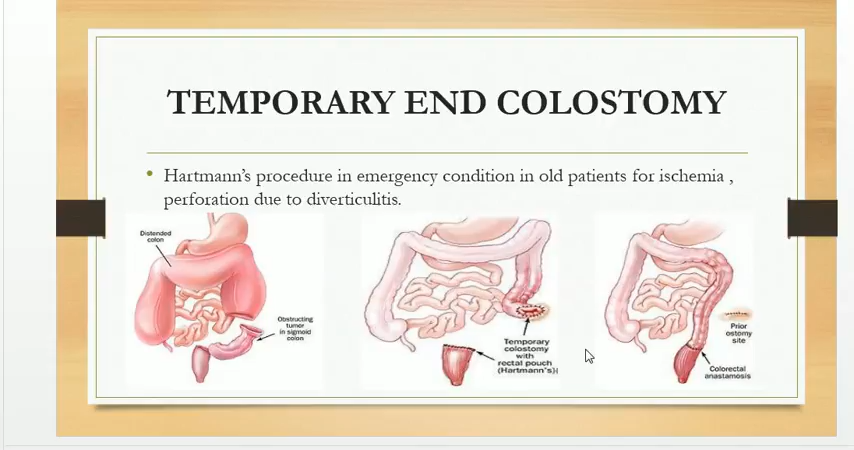 TEMPORARY END COLOSTOMY
• Hartmann’s procedure in emergency condition in old patients for ischemia ,
perforation due to diverticulitis.
Distended
colon
Obstructing
tumor
in sigmoid
colon
Temporary
colostomy
with
rectal pouch
(Hartmann's)
Prior
ostomy
site
Colorectal
anastamosis